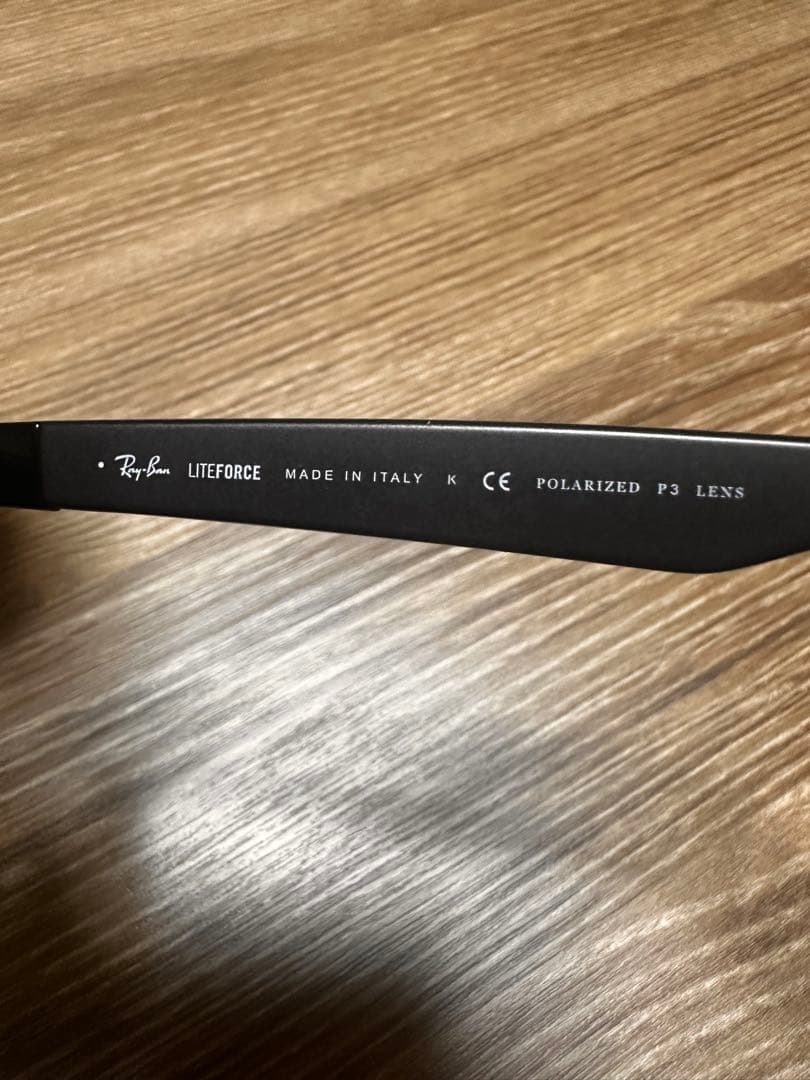 • Ray-Ban LITEFORCE MADE IN ITALY K CE POLARIZED P3 LENS